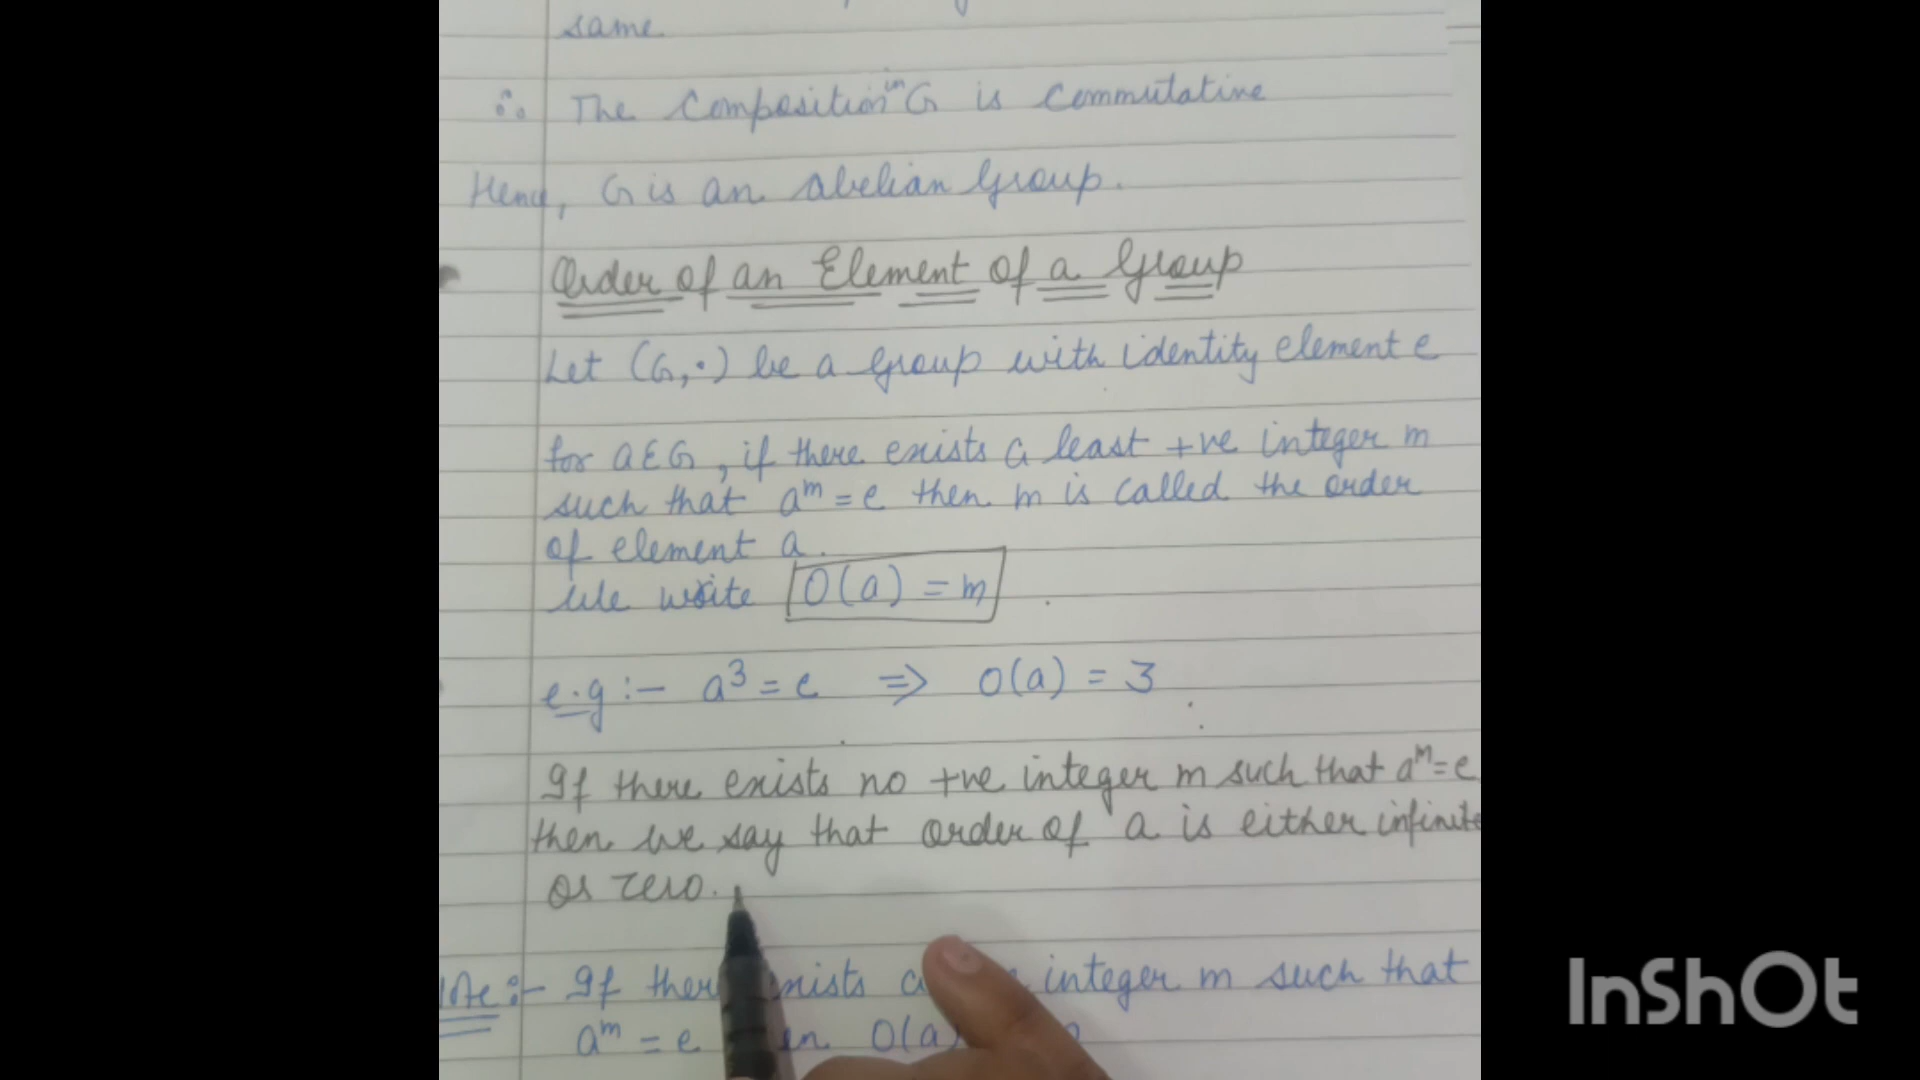 same
∴ The Composition in G is Commutative
Hence, G is an abelian Group.
Order of an Element of a Group
Let (G, ·) be a group with identity element e
for a ∈ G, if there exists a least +ve integer m
such that a^m = e then m is called the order
of element a.
We write O(a) = m
e.g :- a³ = e ⇒ O(a) = 3
If there exists no +ve integer m such that a^m = e
then we say that order of a is either infinite
or zero.
:- If there exists a integer m such that
a^m = e O(a)
InShOt